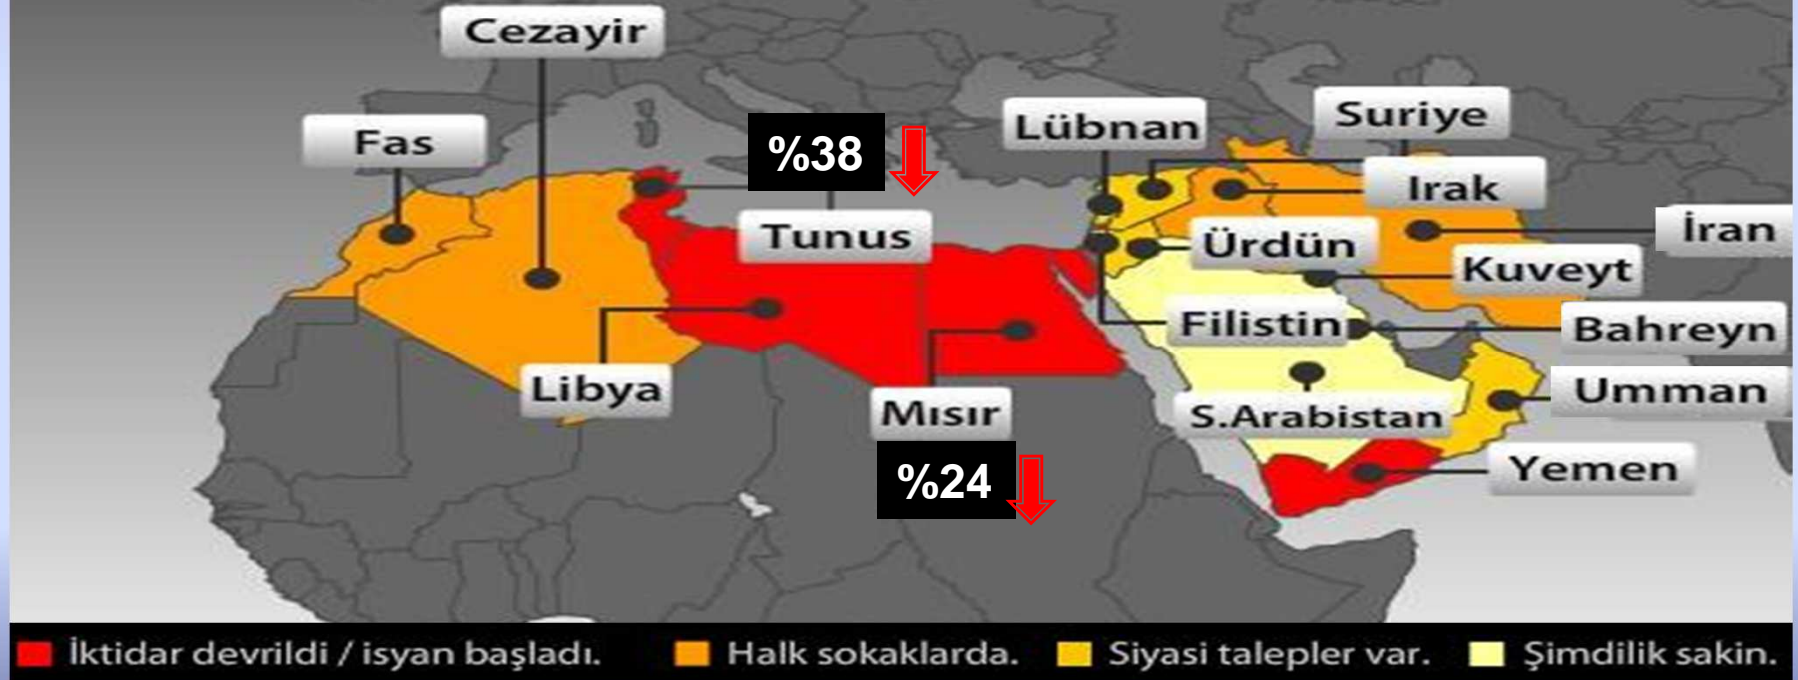 Cezayir
Fas
%38
Lübnan
Suriye
Irak
Tunus
Ürdün
İran
Kuveyt
Filistin
Bahreyn
Libya
Mısır
S.Arabistan
Umman
%24
Yemen
İktidar devrildi / isyan başladı.
Halk sokaklarda.
Siyasi talepler var.
Şimdilik sakin.